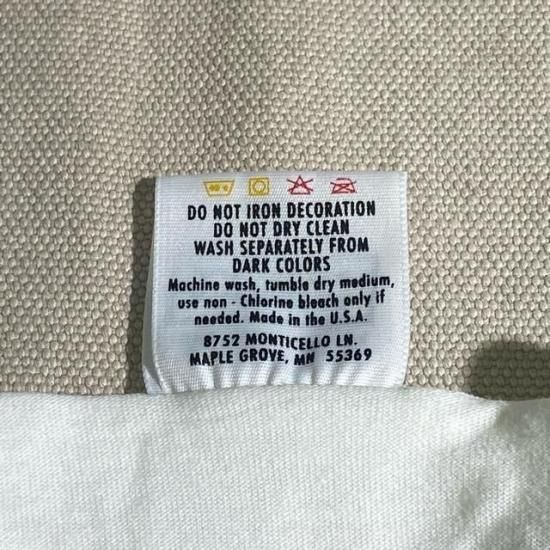 DO NOT IRON DECORATION
DO NOT DRY CLEAN
WASH SEPARATELY FROM
DARK COLORS
Machine wash, tumble dry medium,
use non - Chlorine bleach only if
needed. Made in the U.S.A.
8752 MONTICELLO LN.
MAPLE GROVE, MN 55369